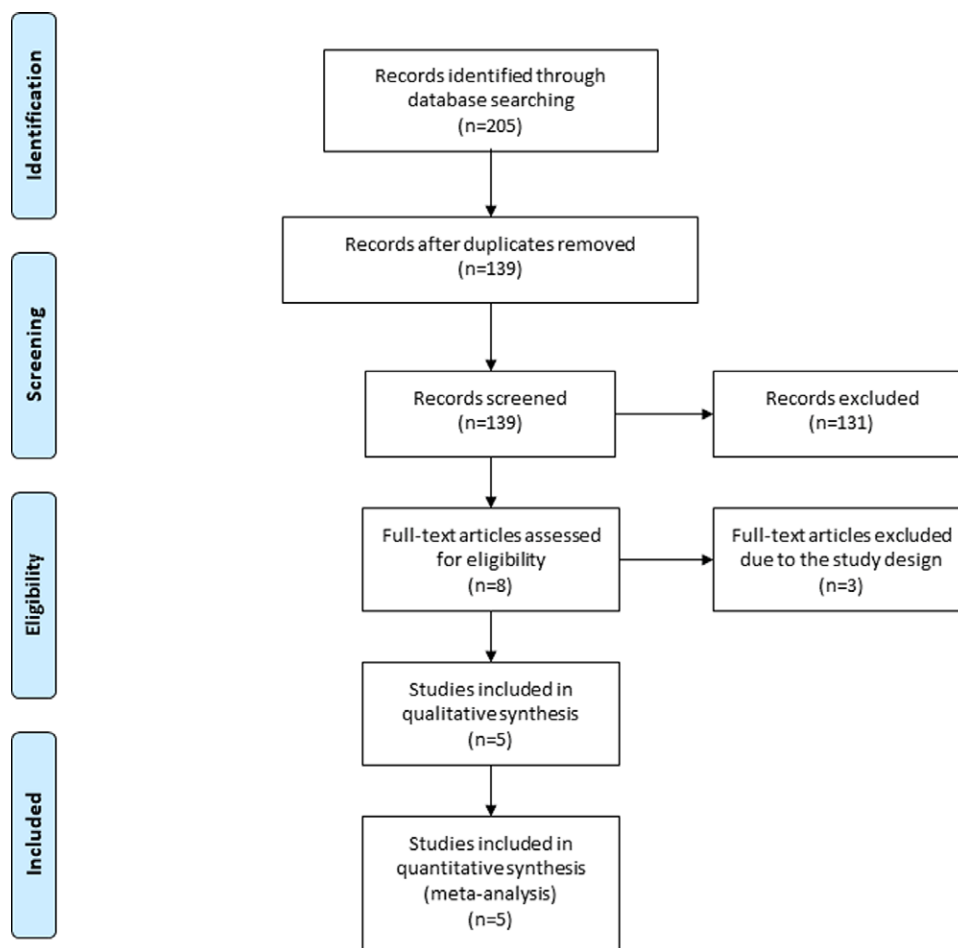 Identification
Records identified through
database searching
(n=205)
Records after duplicates removed
(n=139)
Screening
Records screened
(n=139)
Records excluded
(n=131)
Eligibility
Full-text articles assessed
for eligibility
(n=8)
Full-text articles excluded
due to the study design
(n=3)
Studies included in
qualitative synthesis
(n=5)
Included
Studies included in
quantitative synthesis
(meta-analysis)
(n=5)